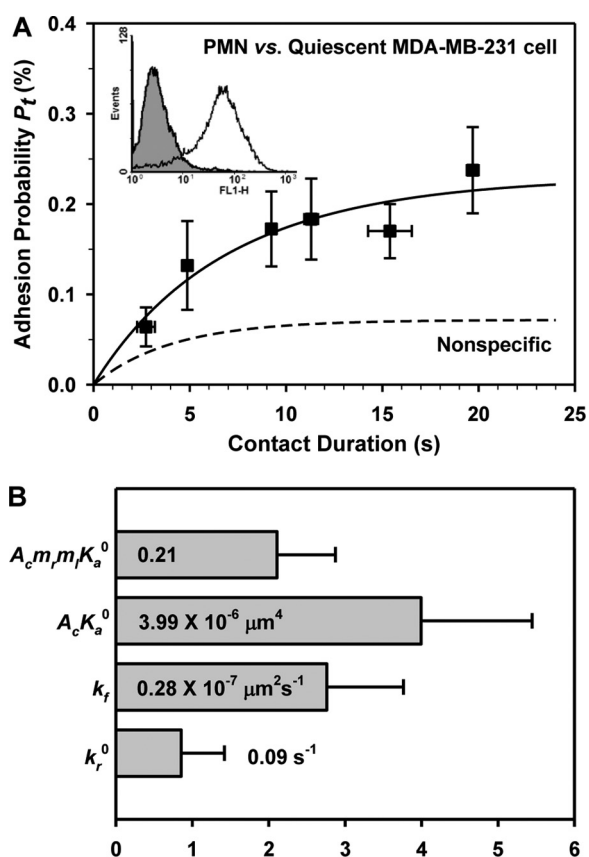 A
PMN vs. Quiescent MDA-MB-231 cell
Adhesion Probability Pt (%)
0.4
0.3
0.2
0.1
0.0
128
Events
0
10⁰ 10¹ 10² 10³
FL1-H
Nonspecific
0 5 10 15 20 25
Contact Duration (s)
B
AcmrmlKa⁰
0.21
AcKa⁰
3.99 X 10⁻⁶ μm⁴
kf
0.28 X 10⁻⁷ μm²s⁻¹
kr⁰
0.09 s⁻¹
0 1 2 3 4 5 6